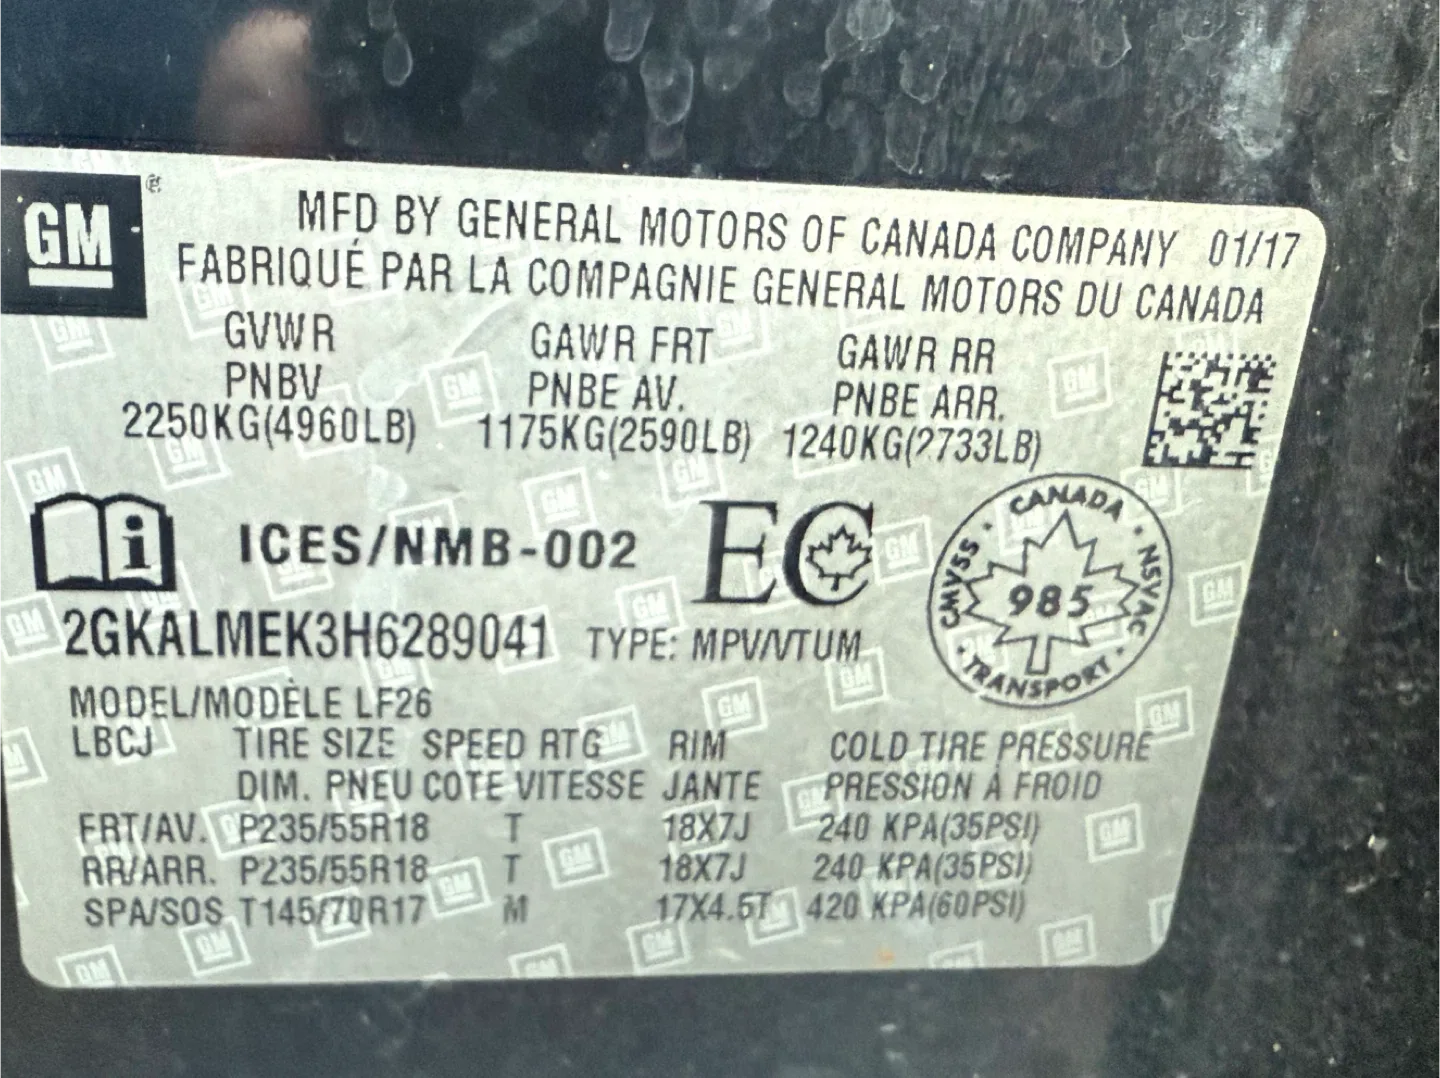 GM
MFD BY GENERAL MOTORS OF CANADA COMPANY 01/17
FABRIQUÉ PAR LA COMPAGNIE GENERAL MOTORS DU CANADA
GVWR GAWR FRT GAWR RR
PNBV PNBE AV. PNBE ARR.
2250KG(4960LB) 1175KG(2590LB) 1240KG(2733LB)
ICES/NMB-002 EC
CANADA
CMVSS 985 NSVAC
TRANSPORT
2GKALMEK3H6289041 TYPE: MPV/VTUM
MODEL/MODÈLE LF26
LBCJ TIRE SIZE SPEED RTG RIM COLD TIRE PRESSURE
DIM. PNEU COTE VITESSE JANTE PRESSION À FROID
FRT/AV. P235/55R18 T 18X7J 240 KPA(35PSI)
RR/ARR. P235/55R18 T 18X7J 240 KPA(35PSI)
SPA/SOS T145/70R17 M 17X4.5T 420 KPA(60PSI)